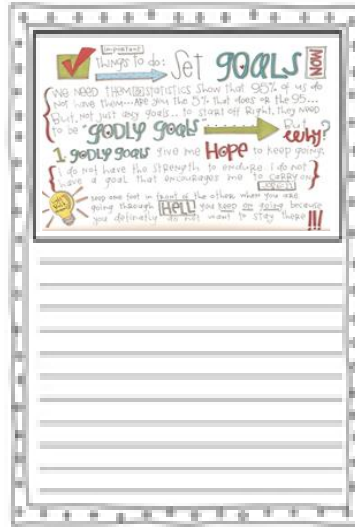 Important
Things to do: Set GOALS NOW
WE NEED THEM!!! STATISTICS SHOW that 95% of us do
Not have them---Are you the 5% that does or the 95...
But, Not just any goals... to start off Right, They NEED
to be "GODLY goals But Why?
1 GODLY goals give me HOPE to keep going.
I do not have the strength to endure if I do not
have a goal that encourages me to carry on
keep one foot in front of the other when you are
going through HELL! you keep on going because
you definatly do not want to stay there!!!